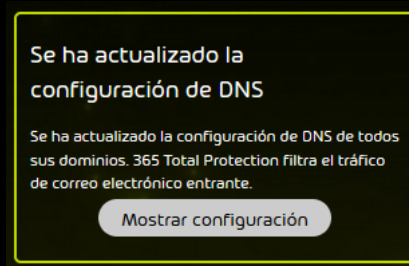 Se ha actualizado la
configuración de DNS
Se ha actualizado la configuración de DNS de todos
sus dominios. 365 Total Protection filtra el tráfico
de correo electrónico entrante.
Mostrar configuración